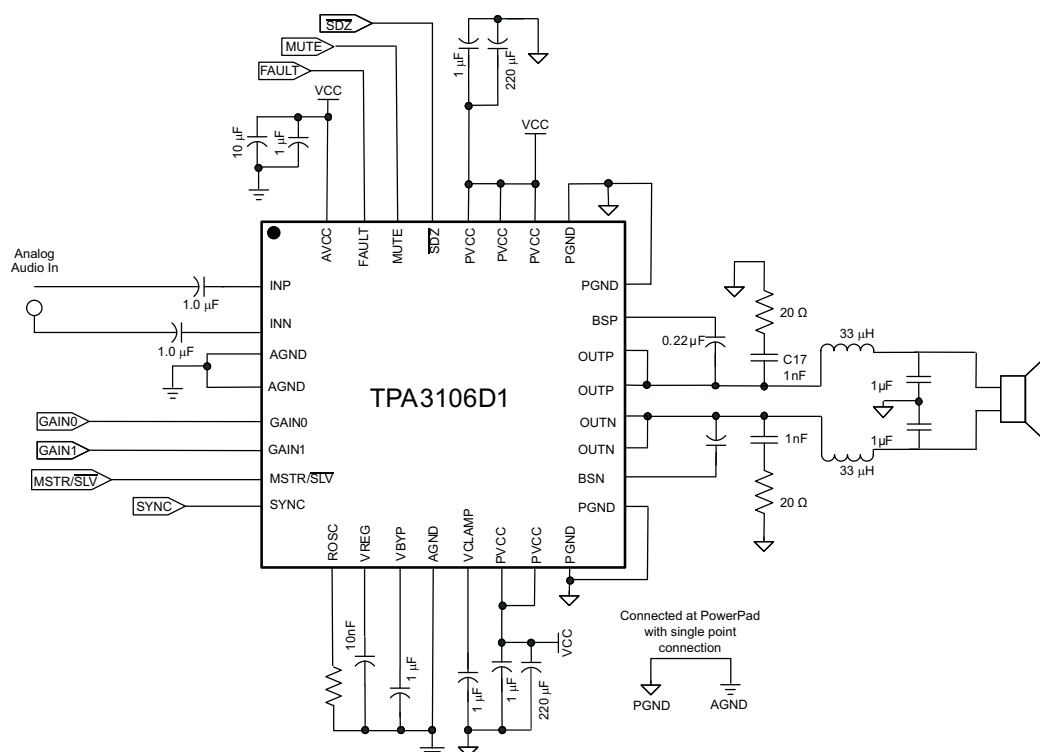 SDZ
MUTE
FAULT
VCC
10 µF
1 µF
1 µF
220 µF
VCC
AVCC
FAULT
MUTE
SDZ
PVCC
PVCC
PVCC
PGND
Analog
Audio In
1.0 µF
1.0 µF
INP
INN
AGND
AGND
GAIN0
GAIN1
MSTR/SLV
SYNC
GAIN0
GAIN1
MSTR/SLV
SYNC
TPA3106D1
PGND
BSP
OUTP
OUTP
OUTN
OUTN
BSN
PGND
0.22µF
20 Ω
C17
1nF
33 µH
1µF
1µF
1nF
33 µH
20 Ω
ROSC
VREG
VBYP
AGND
VCLAMP
PVCC
PVCC
PGND
10nF
1 µF
1 µF
1 µF
220 µF
VCC
Connected at PowerPad
with single point
connection
PGND
AGND